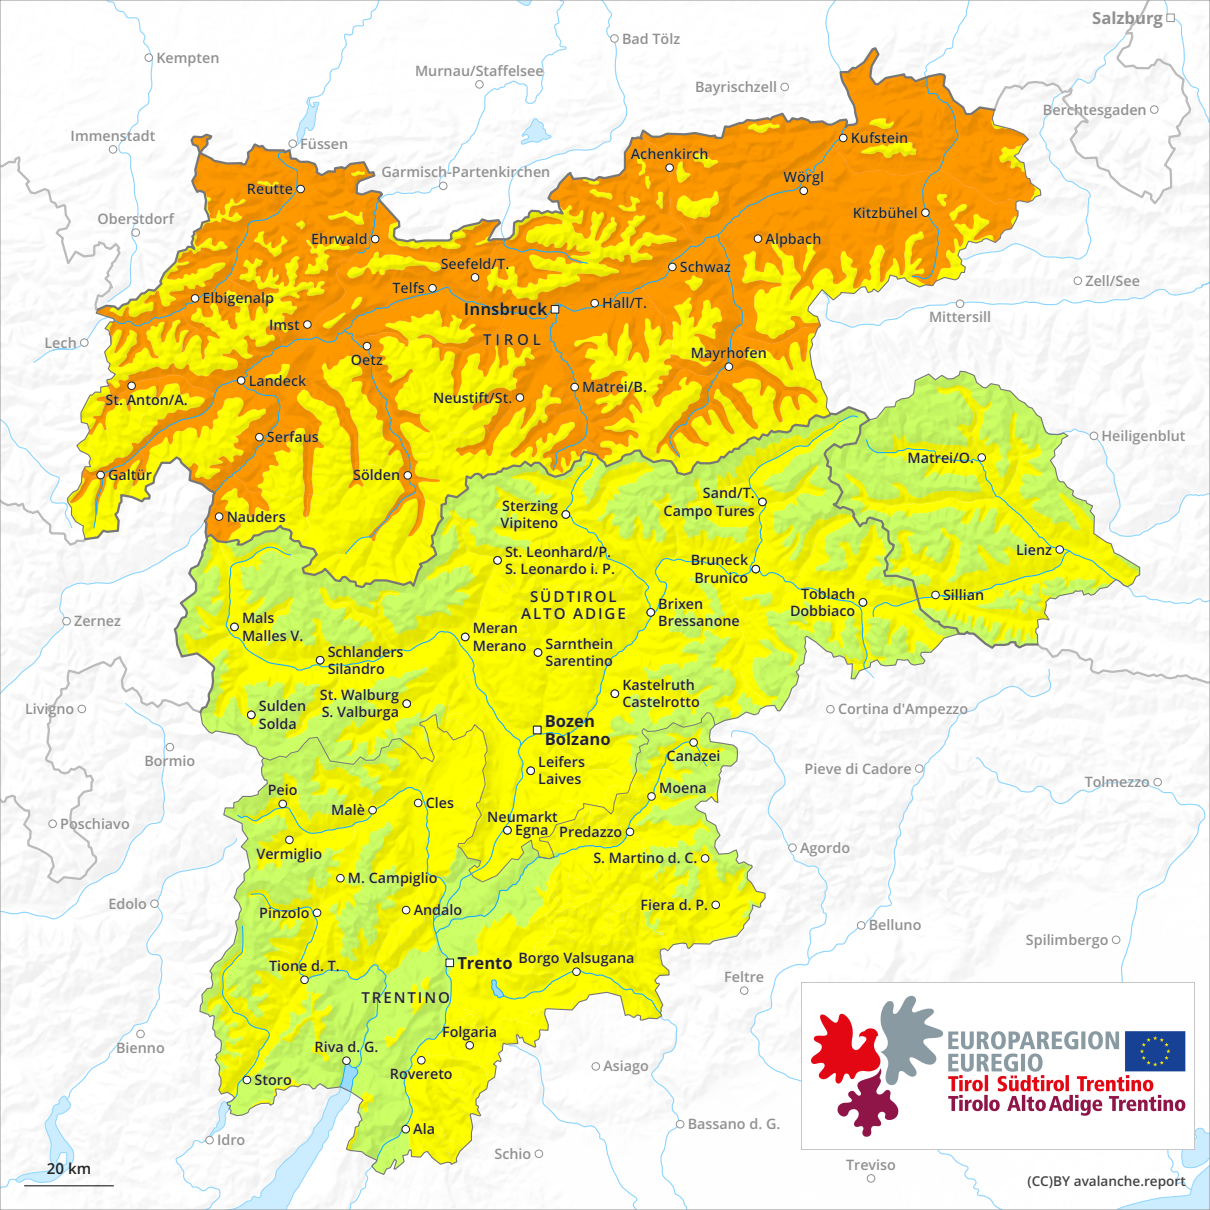 Salzburg
Bad Tölz
Kempten
Murnau/Staffelsee
Bayrischzell
Berchtesgaden
Immenstadt
Füssen
Kufstein
Achenkirch
Garmisch-Partenkirchen
Wörgl
Reutte
Oberstdorf
Kitzbühel
Ehrwald
Alpbach
Seefeld/T.
Schwaz
Zell/See
Telfs
Elbigenalp
Innsbruck
Hall/T.
Mittersill
Imst
TIROL
Lech
Oetz
Mayrhofen
Landeck
Matrei/B.
St. Anton/A.
Neustift/St.
Serfaus
Heiligenblut
Matrei/O.
Galtür
Sölden
Sand/T.
Campo Tures
Sterzing
Vipiteno
Nauders
St. Leonhard/P.
S. Leonardo i. P.
Bruneck
Brunico
Lienz
SÜDTIROL
ALTO ADIGE
Toblach
Dobbiaco
Sillian
Brixen
Bressanone
Zernez
Mals
Malles V.
Meran
Merano
Sarnthein
Sarentino
Schlanders
Silandro
Kastelruth
Castelrotto
St. Walburg
S. Valburga
Livigno
Sulden
Solda
Cortina d'Ampezzo
Bozen
Bolzano
Bormio
Canazei
Leifers
Laives
Pieve di Cadore
Tolmezzo
Peio
Moena
Malè
Cles
Neumarkt
Egna
Predazzo
Poschiavo
Vermiglio
S. Martino d. C.
Agordo
M. Campiglio
Edolo
Pinzolo
Andalo
Fiera d. P.
Belluno
Spilimbergo
Tione d. T.
Trento
Borgo Valsugana
Feltre
TRENTINO
Folgaria
Bienno
Riva d. G.
Rovereto
Asiago
Storo
EUROPAREGION
EUREGIO
Tirol Südtirol Trentino
Tirolo Alto Adige Trentino
Idro
Ala
Bassano d. G.
Schio
Treviso
20 km
(CC)BY avalanche.report